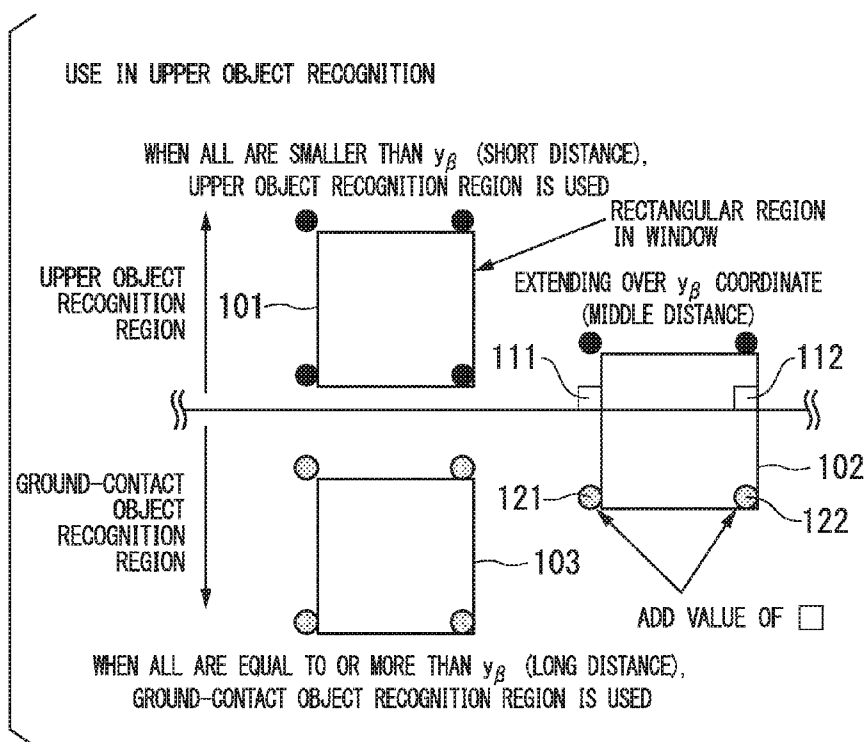 USE IN UPPER OBJECT RECOGNITION
WHEN ALL ARE SMALLER THAN yβ (SHORT DISTANCE),
UPPER OBJECT RECOGNITION REGION IS USED
RECTANGULAR REGION
IN WINDOW
UPPER OBJECT
RECOGNITION
REGION
101
EXTENDING OVER yβ COORDINATE
(MIDDLE DISTANCE)
111
112
GROUND-CONTACT
OBJECT
RECOGNITION
REGION
102
121
122
103
ADD VALUE OF □
WHEN ALL ARE EQUAL TO OR MORE THAN yβ (LONG DISTANCE),
GROUND-CONTACT OBJECT RECOGNITION REGION IS USED